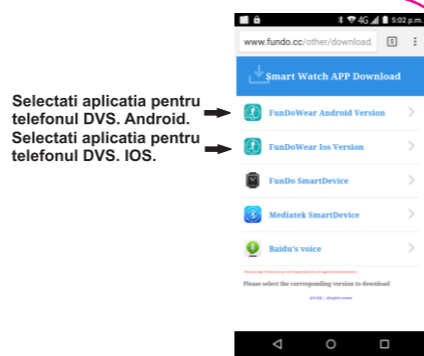 4G 5:02 p.m.
www.fundo.cc/other/download.
Smart Watch APP Download
Selectati aplicatia pentru
telefonul DVS. Android.
FunDoWear Android Version
Selectati aplicatia pentru
telefonul DVS. IOS.
FunDoWear Ios Version
FunDo SmartDevice
Mediatek SmartDevice
Baidu's voice
Please select the corresponding version to download